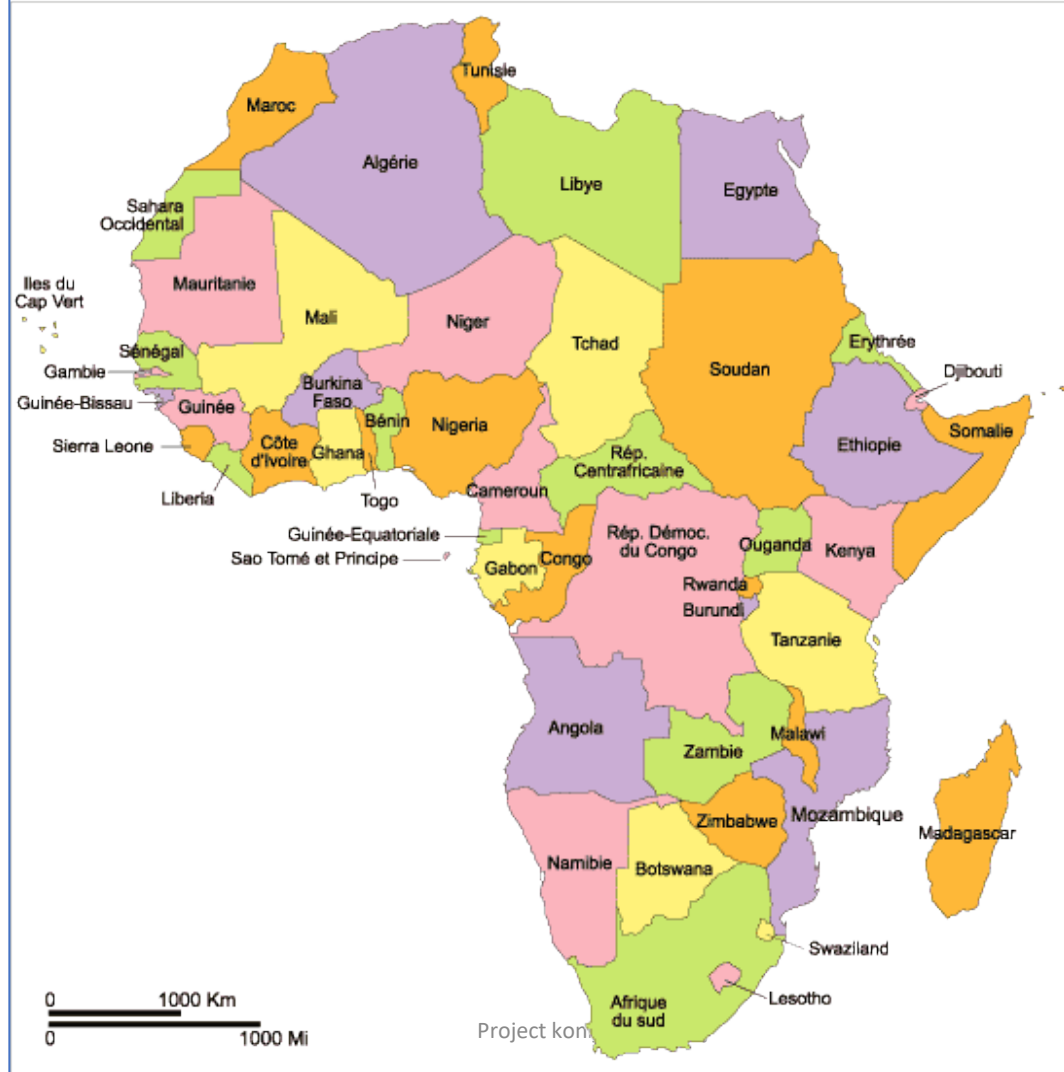 Tunisie
Maroc
Algérie
Libye
Egypte
Sahara
Occidental
Mauritanie
Iles du
Cap Vert
Mali
Niger
Tchad
Soudan
Erythrée
Sénégal
Gambie
Djibouti
Guinée-Bissau
Guinée
Burkina
Faso
Bénin
Nigeria
Somalie
Sierra Leone
Côte
d'Ivoire
Ghana
Ethiopie
Rép.
Centrafricaine
Liberia
Togo
Cameroun
Guinée-Equatoriale
Sao Tomé et Principe
Gabon
Congo
Rép. Démoc.
du Congo
Ouganda
Kenya
Rwanda
Burundi
Tanzanie
Angola
Zambie
Malawi
Mozambique
Zimbabwe
Madagascar
Namibie
Botswana
Swaziland
Lesotho
Afrique
du sud
0 1000 Km
0 1000 Mi
Project